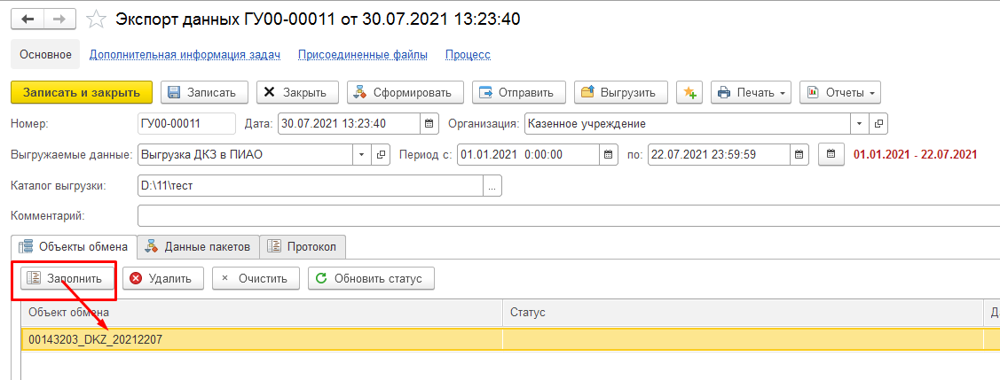 Экспорт данных ГУ00-00011 от 30.07.2021 13:23:40
Основное Дополнительная информация задач Присоединенные файлы Процесс
Записать и закрыть Записать Закрыть Сформировать Отправить Выгрузить Печать Отчеты
Номер: ГУ00-00011 Дата: 30.07.2021 13:23:40 Организация: Казенное учреждение
Выгружаемые данные: Выгрузка ДКЗ в ПИАО Период с: 01.01.2021 0:00:00 по: 22.07.2021 23:59:59 01.01.2021 - 22.07.2021
Каталог выгрузки: D:\11\тест ...
Комментарий:
Объекты обмена Данные пакетов Протокол
Заполнить Удалить Очистить Обновить статус
Объект обмена Статус
00143203_DKZ_20212207